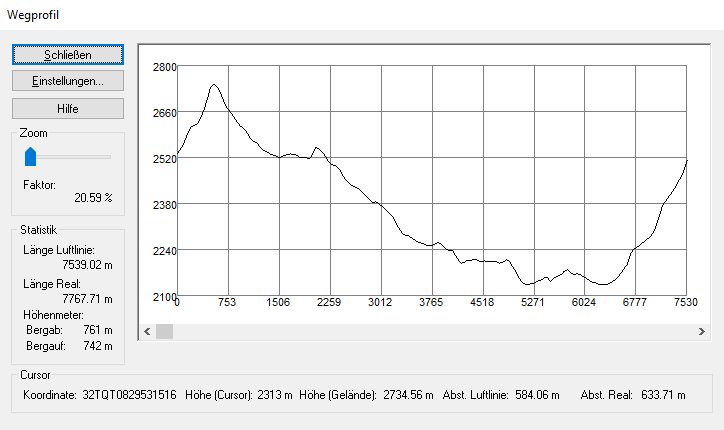 Wegprofil
Schließen
Einstellungen...
Hilfe
Zoom
Faktor:
20.59 %
Statistik
Länge Luftlinie:
7539.02 m
Länge Real:
7767.71 m
Höhenmeter:
Bergab: 761 m
Bergauf: 742 m
2800
2660
2520
2380
2240
2100
0 753 1506 2259 3012 3765 4518 5271 6024 6777 7530
Cursor
Koordinate: 32TQT0829531516 Höhe (Cursor): 2313 m Höhe (Gelände): 2734.56 m Abst. Luftlinie: 584.06 m Abst. Real: 633.71 m